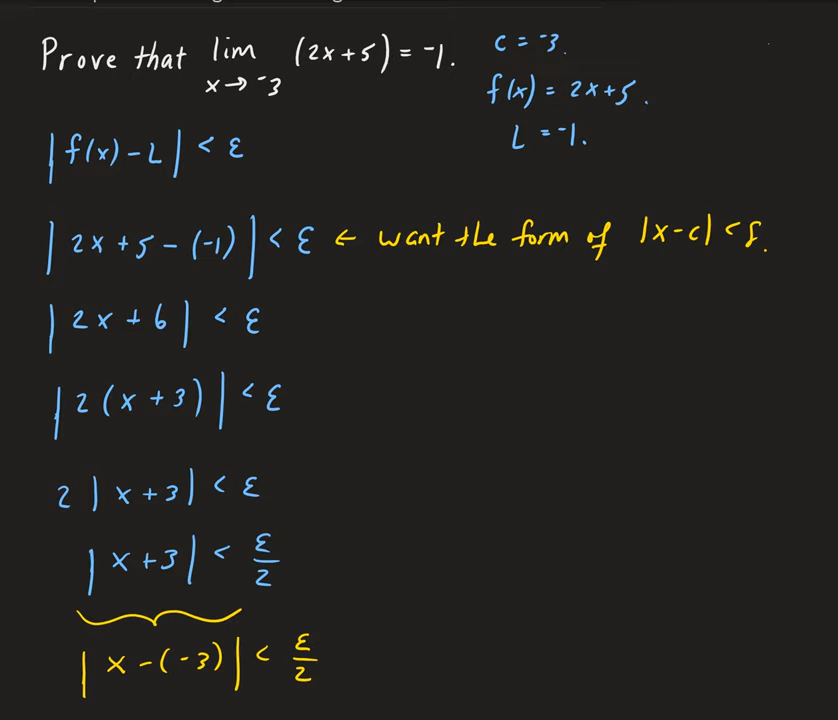 Prove that lim (2x+5) = -1.
x → -3
c = -3.
f(x) = 2x+5.
L = -1.
|f(x) - L| < ε
|2x + 5 - (-1)| < ε ← want the form of |x-c| < δ.
|2x + 6| < ε
|2(x + 3)| < ε
2|x+3| < ε
|x+3| < ε/2
|x-(-3)| < ε/2